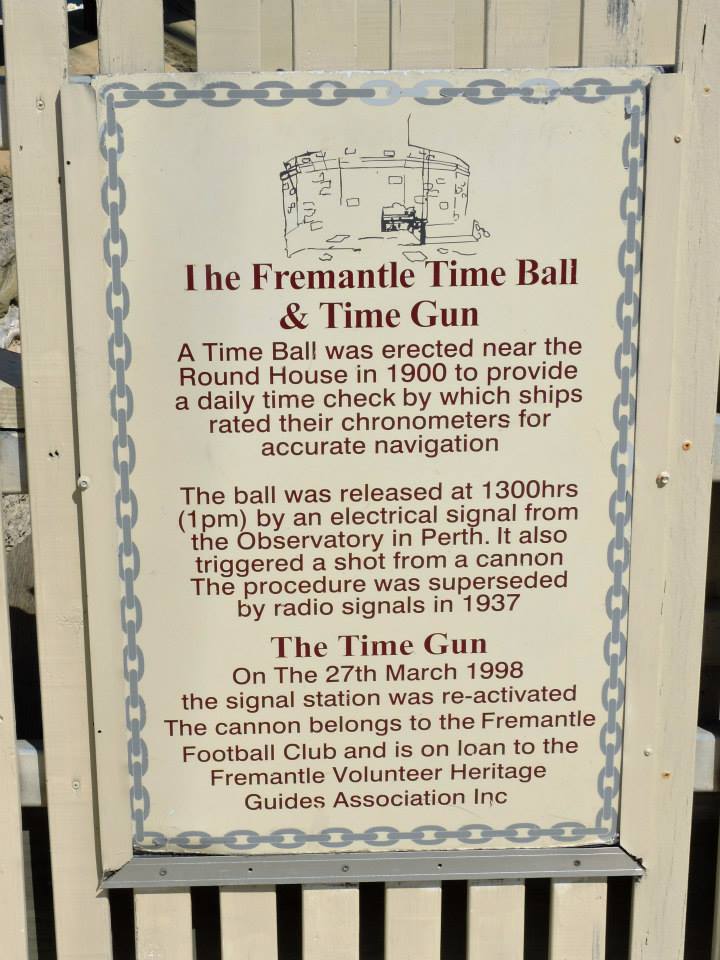 The Fremantle Time Ball
& Time Gun
A Time Ball was erected near the
Round House in 1900 to provide
a daily time check by which ships
rated their chronometers for
accurate navigation
The ball was released at 1300hrs
(1pm) by an electrical signal from
the Observatory in Perth. It also
triggered a shot from a cannon
The procedure was superseded
by radio signals in 1937
The Time Gun
On The 27th March 1998
the signal station was re-activated
The cannon belongs to the Fremantle
Football Club and is on loan to the
Fremantle Volunteer Heritage
Guides Association Inc